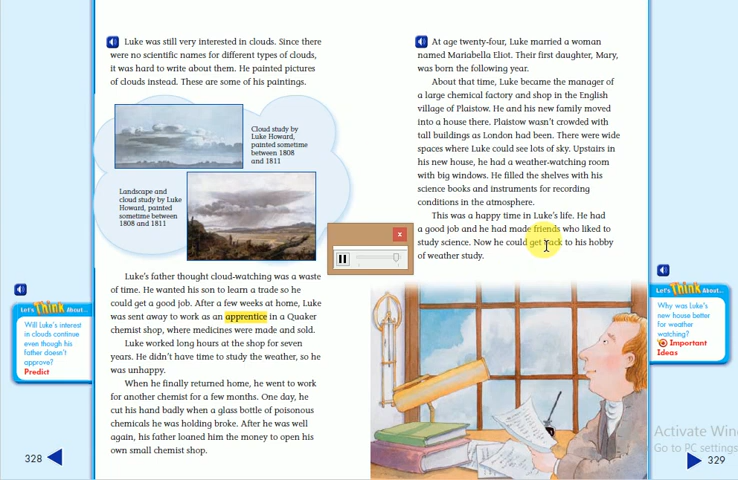 Luke was still very interested in clouds. Since there
were no scientific names for different types of clouds,
it was hard to write about them. He painted pictures
of clouds instead. These are some of his paintings.
Cloud study by
Luke Howard,
painted sometime
between 1808
and 1811
Landscape and
cloud study by Luke
Howard, painted
sometime between
1808 and 1811
Luke's father thought cloud-watching was a waste
of time. He wanted his son to learn a trade so he
could get a good job. After a few weeks at home, Luke
was sent away to work as an apprentice in a Quaker
chemist shop, where medicines were made and sold.
Luke worked long hours at the shop for seven
years. He didn't have time to study the weather, so he
was unhappy.
When he finally returned home, he went to work
for another chemist for a few months. One day, he
cut his hand badly when a glass bottle of poisonous
chemicals he was holding broke. After he was well
again, his father loaned him the money to open his
own small chemist shop.
Let's Think About...
Will Luke's interest
in clouds continue
even though his
father doesn't
approve?
Predict
328
At age twenty-four, Luke married a woman
named Mariabella Eliot. Their first daughter, Mary,
was born the following year.
About that time, Luke became the manager of
a large chemical factory and shop in the English
village of Plaistow. He and his new family moved
into a house there. Plaistow wasn't crowded with
tall buildings as London had been. There were wide
spaces where Luke could see lots of sky. Upstairs in
his new house, he had a weather-watching room
with big windows. He filled the shelves with his
science books and instruments for recording
conditions in the atmosphere.
This was a happy time in Luke's life. He had
a good job and he had made friends who liked to
study science. Now he could get back to his hobby
of weather study.
Let's Think About...
Why was Luke's
new house better
for weather
watching?
Important
Ideas
Activate Win
Go to PC settings
329